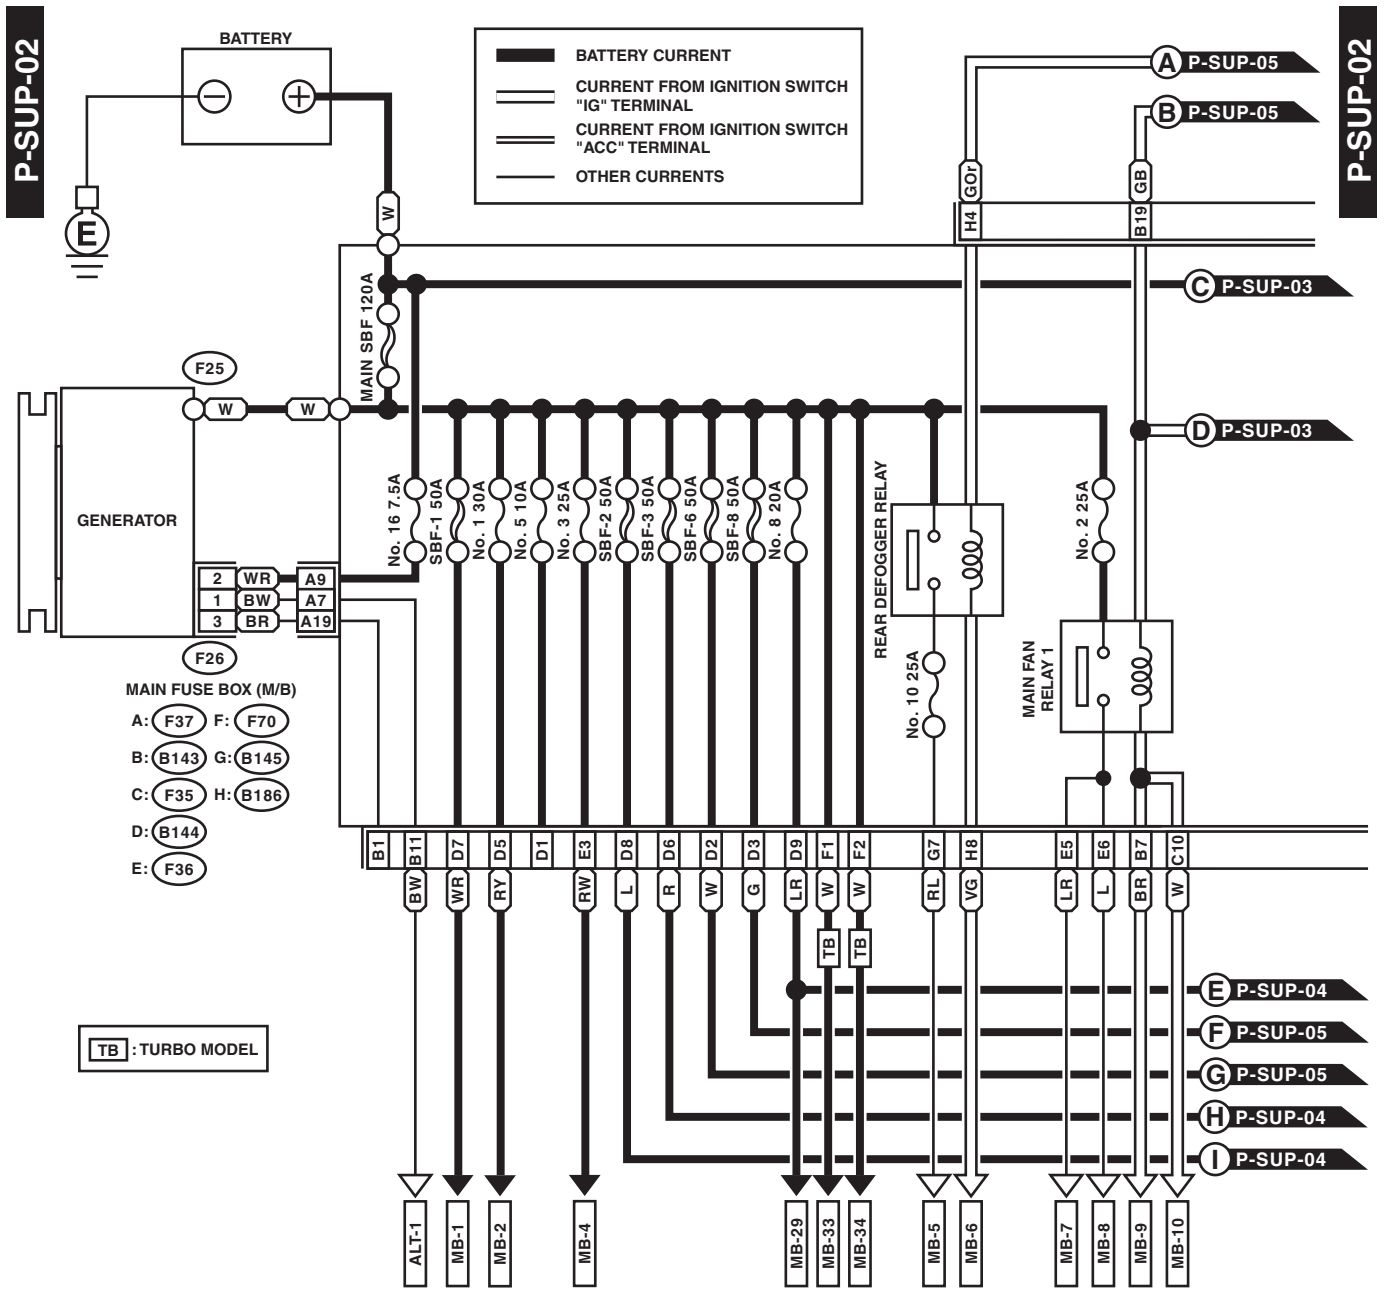 P-SUP-02
P-SUP-02
BATTERY
−
+
BATTERY CURRENT
CURRENT FROM IGNITION SWITCH
"IG" TERMINAL
CURRENT FROM IGNITION SWITCH
"ACC" TERMINAL
OTHER CURRENTS
A P-SUP-05
B P-SUP-05
GOr
GB
H4
B19
W
E
MAIN SBF 120A
C P-SUP-03
F25
W
W
D P-SUP-03
GENERATOR
No. 16 7.5A
SBF-1 50A
No. 1 30A
No. 5 10A
No. 3 25A
SBF-2 50A
SBF-3 50A
SBF-6 50A
SBF-8 50A
No. 8 20A
REAR DEFOGGER RELAY
No. 2 25A
2 WR A9
1 BW A7
3 BR A19
F26
No. 10 25A
MAIN FAN
RELAY 1
MAIN FUSE BOX (M/B)
A: F37 F: F70
B: B143 G: B145
C: F35 H: B186
D: B144
E: F36
B1 B11 D7 D5 D1 E3 D8 D6 D2 D3 D9 F1 F2 G7 H8 E5 E6 B7 C10
BW WR RY RW L R W G LR W W RL VG LR L BR W
TB TB
E P-SUP-04
F P-SUP-05
G P-SUP-05
H P-SUP-04
I P-SUP-04
TB : TURBO MODEL
ALT-1 MB-1 MB-2 MB-4 MB-29 MB-33 MB-34 MB-5 MB-6 MB-7 MB-8 MB-9 MB-10